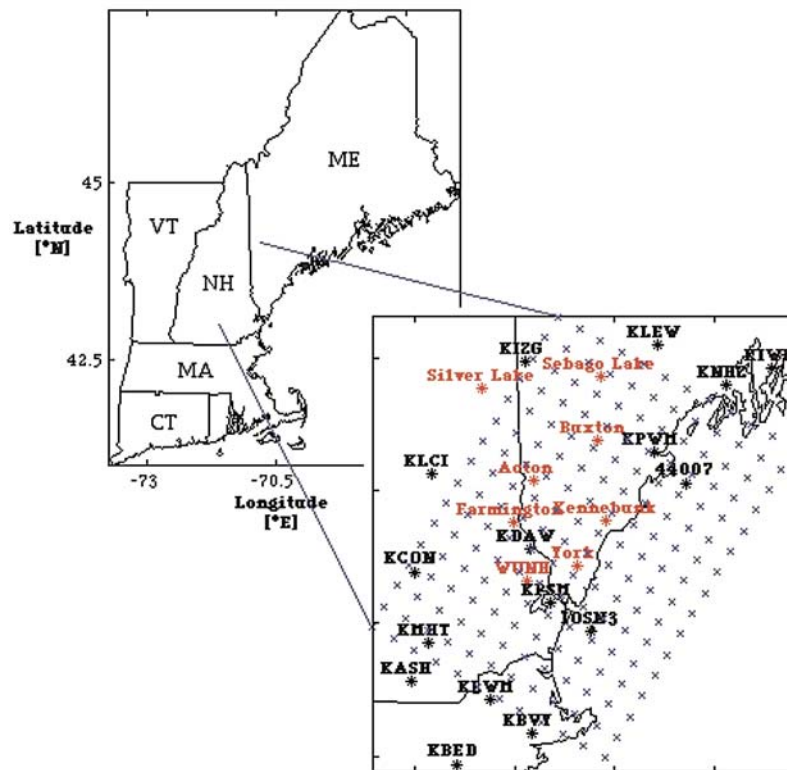 ME
45
VT
Latitude
[°N]
NH
42.5
MA
CT
-73
-70.5
Longitude
[°E]
KLEW
KIZG
Sebago Lake
Silver Lake
KNHZ
Buxton
KPWM
KLCI
44007
Acton
Farmington
Kennebunk
KDAW
York
KCON
WUNH
KPSM
IOSN3
KMHT
KASH
KLWM
KBVY
KBED